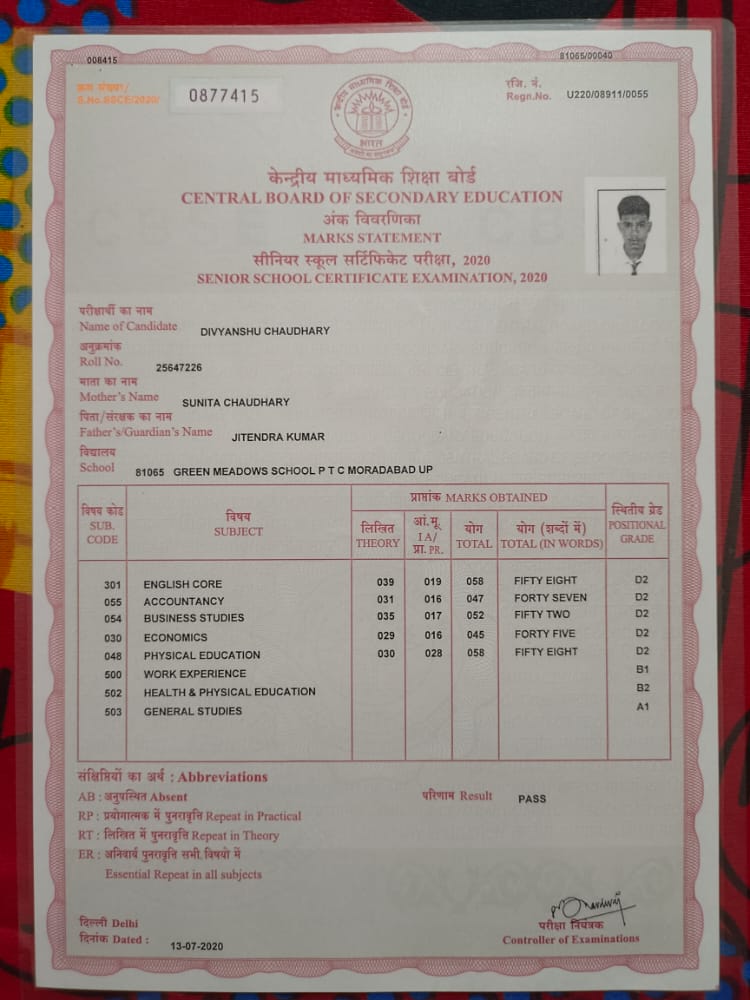 008415
81065/00040
क्रम संख्या/
S.No.SSCE/2020/
0877415
रजि. नं.
Regn.No. U220/08911/0055
केन्द्रीय माध्यमिक शिक्षा बोर्ड
भारत
केन्द्रीय माध्यमिक शिक्षा बोर्ड
CENTRAL BOARD OF SECONDARY EDUCATION
अंक विवरणिका
MARKS STATEMENT
सीनियर स्कूल सर्टिफिकेट परीक्षा, 2020
SENIOR SCHOOL CERTIFICATE EXAMINATION, 2020
परीक्षार्थी का नाम
Name of Candidate DIVYANSHU CHAUDHARY
अनुक्रमांक
Roll No. 25647226
माता का नाम
Mother's Name SUNITA CHAUDHARY
पिता/संरक्षक का नाम
Father's/Guardian's Name JITENDRA KUMAR
विद्यालय
School 81065 GREEN MEADOWS SCHOOL P T C MORADABAD UP
विषय कोड SUB. CODE
विषय SUBJECT
प्राप्तांक MARKS OBTAINED
लिखित THEORY
आं.मू. I A/ प्रा. PR.
योग TOTAL
योग (शब्दों में) TOTAL (IN WORDS)
स्थितीय ग्रेड POSITIONAL GRADE
301 ENGLISH CORE 039 019 058 FIFTY EIGHT D2
055 ACCOUNTANCY 031 016 047 FORTY SEVEN D2
054 BUSINESS STUDIES 035 017 052 FIFTY TWO D2
030 ECONOMICS 029 016 045 FORTY FIVE D2
048 PHYSICAL EDUCATION 030 028 058 FIFTY EIGHT D2
500 WORK EXPERIENCE B1
502 HEALTH & PHYSICAL EDUCATION B2
503 GENERAL STUDIES A1
संक्षिप्तियों का अर्थ : Abbreviations
AB : अनुपस्थित Absent
परिणाम Result PASS
RP : प्रयोगात्मक में पुनरावृत्ति Repeat in Practical
RT : लिखित में पुनरावृत्ति Repeat in Theory
ER : अनिवार्य पुनरावृत्ति सभी विषयो में
Essential Repeat in all subjects
दिल्ली Delhi
दिनांक Dated : 13-07-2020
परीक्षा नियंत्रक
Controller of Examinations